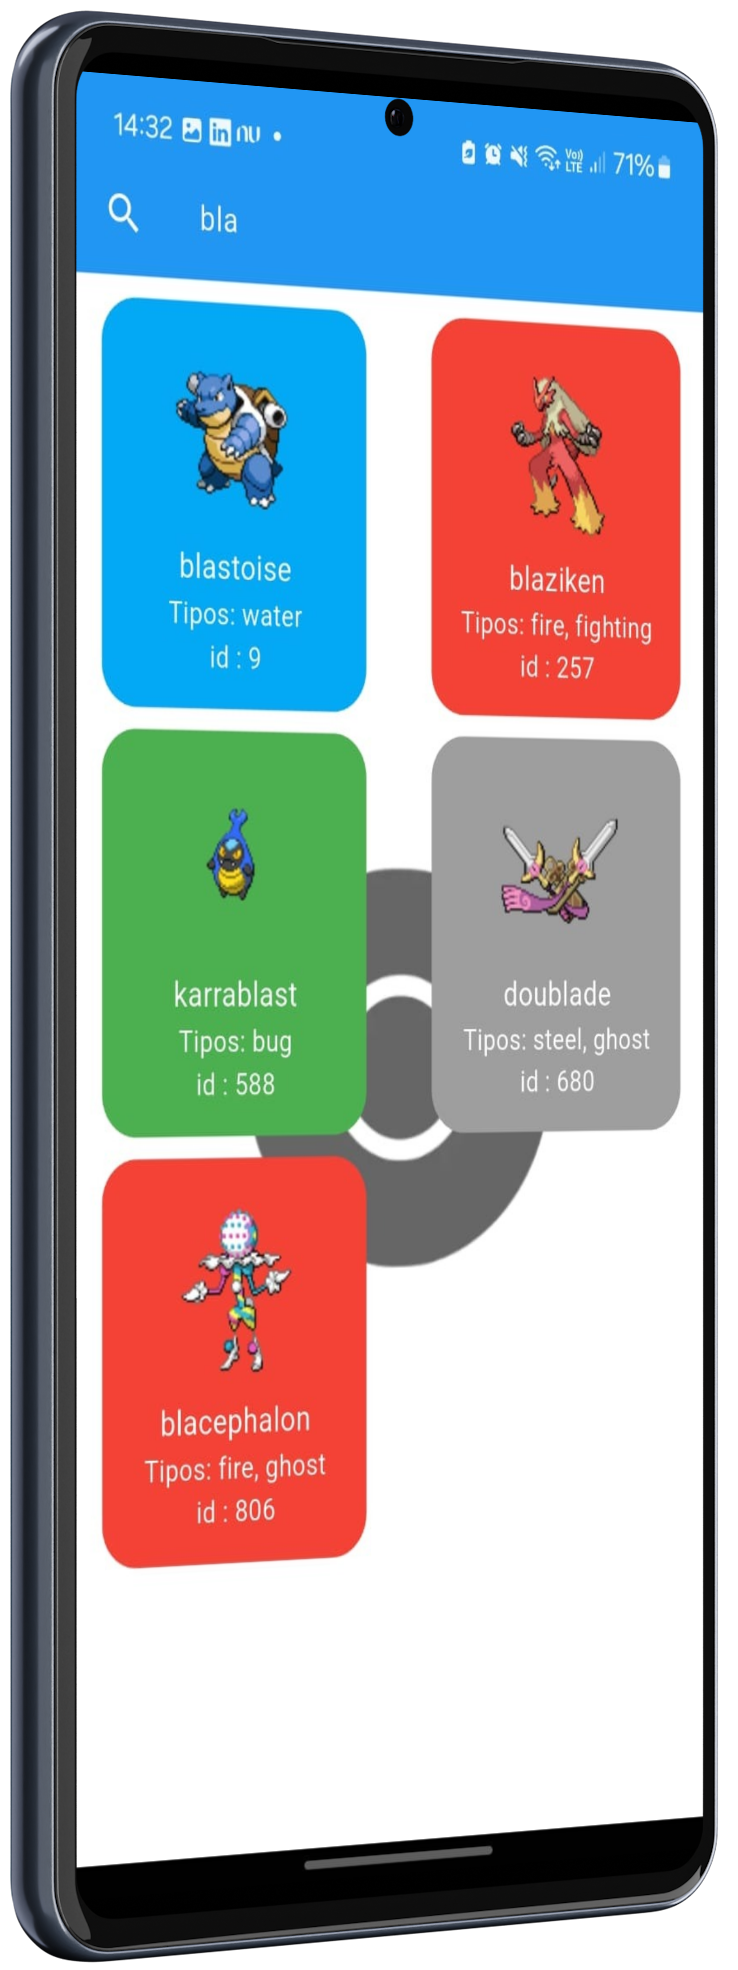 14:32 in nu
Vo) LTE 71%
bla
blastoise
Tipos: water
id : 9
blaziken
Tipos: fire, fighting
id : 257
karrablast
Tipos: bug
id : 588
doublade
Tipos: steel, ghost
id : 680
blacephalon
Tipos: fire, ghost
id : 806